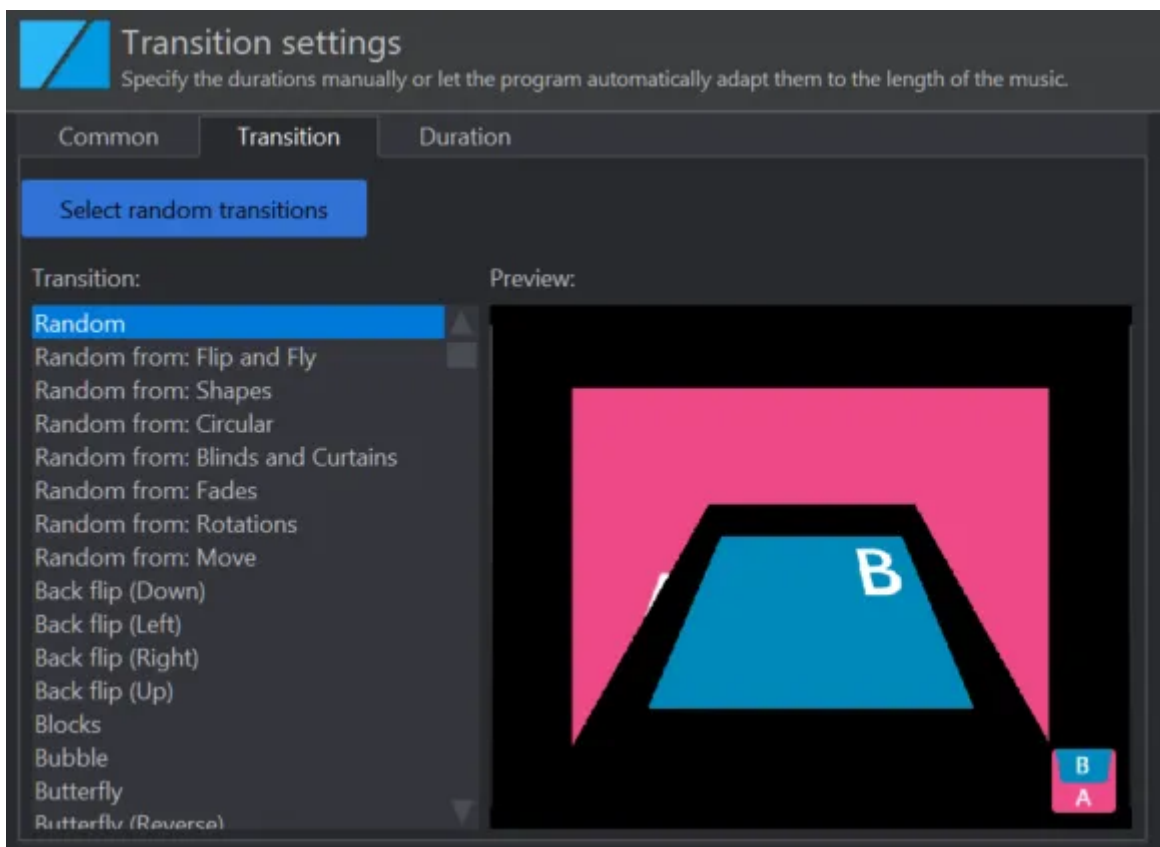 Transition settings
Specify the durations manually or let the program automatically adapt them to the length of the music.
Common Transition Duration
Select random transitions
Transition: Preview:
Random
Random from: Flip and Fly
Random from: Shapes
Random from: Circular
Random from: Blinds and Curtains
Random from: Fades
Random from: Rotations
Random from: Move
Back flip (Down)
Back flip (Left)
Back flip (Right)
Back flip (Up)
Blocks
Bubble
Butterfly
Butterfly (Reverse)
B
B
A